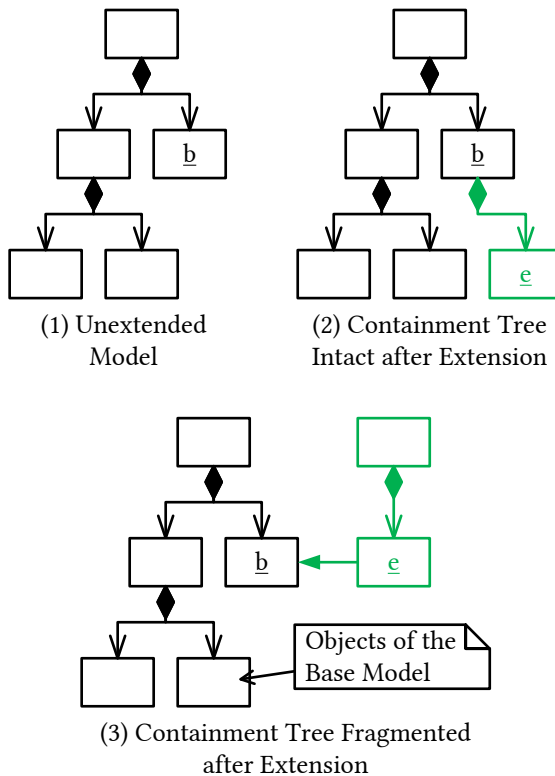 b
(1) Unextended
Model
b
e
(2) Containment Tree
Intact after Extension
b
e
Objects of the
Base Model
(3) Containment Tree Fragmented
after Extension